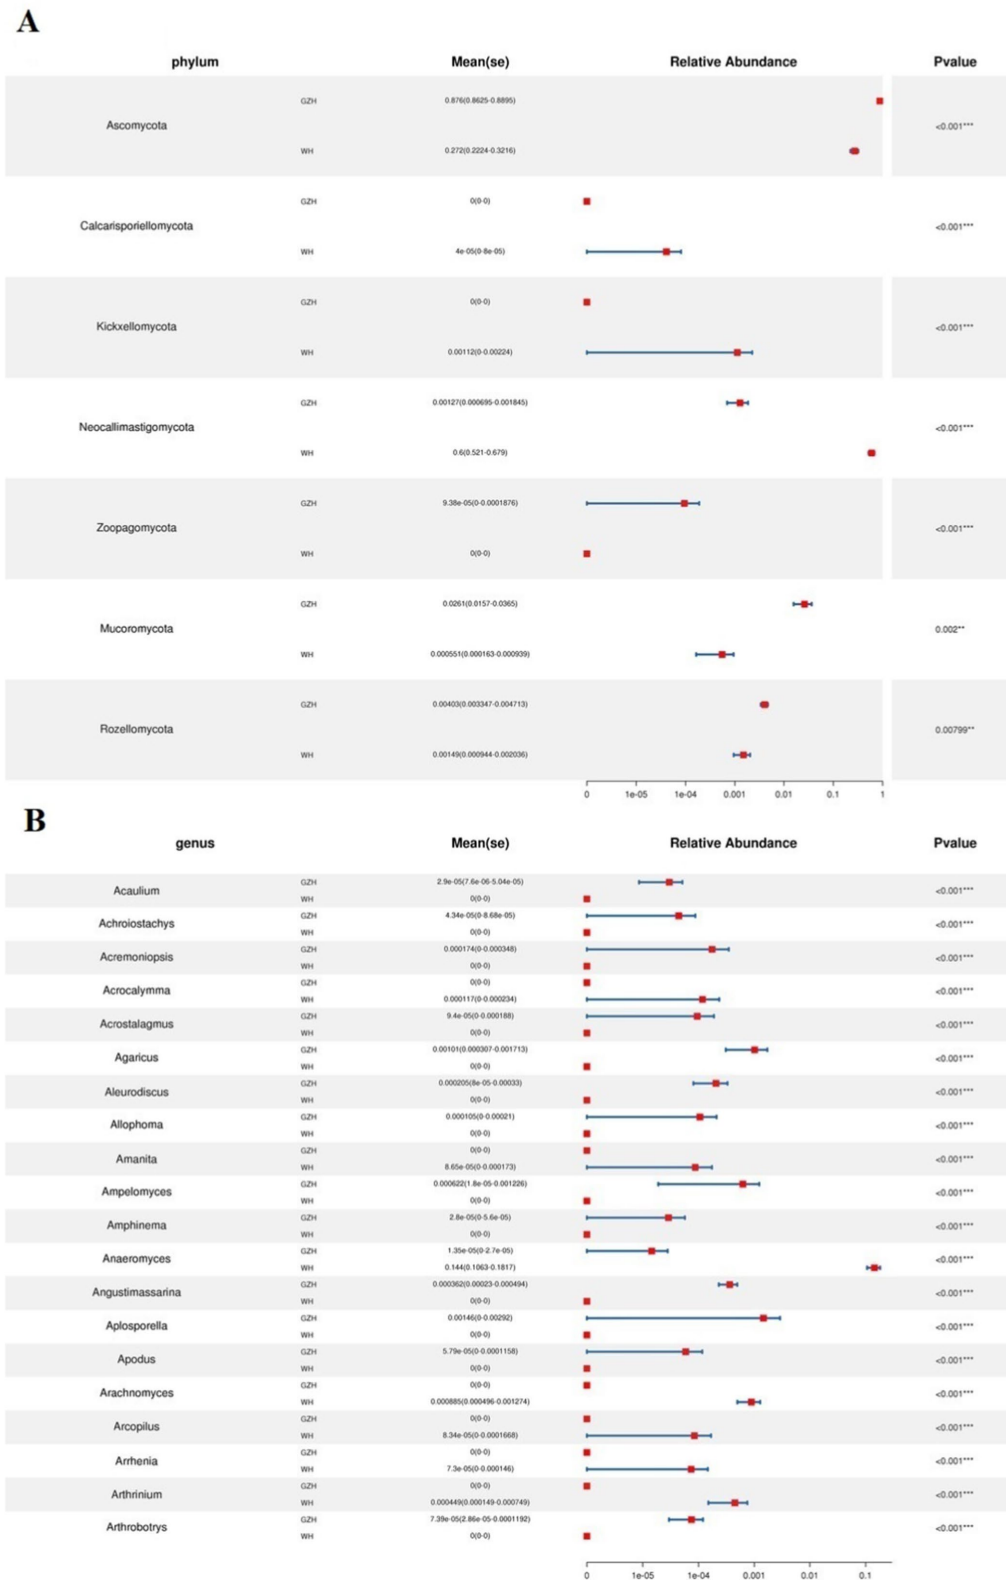 A
phylum Mean(se) Relative Abundance Pvalue
GZH 0.876(0.8625-0.8895)
Ascomycota <0.001***
WH 0.272(0.2224-0.3216)
GZH 0(0-0)
Calcarisporiellomycota <0.001***
WH 4e-05(0-8e-05)
GZH 0(0-0)
Kickxellomycota <0.001***
WH 0.00112(0-0.00224)
GZH 0.00127(0.000695-0.001845)
Neocallimastigomycota <0.001***
WH 0.6(0.521-0.679)
GZH 9.38e-05(0-0.0001876)
Zoopagomycota <0.001***
WH 0(0-0)
GZH 0.0261(0.0157-0.0365)
Mucoromycota 0.002**
WH 0.000551(0.000163-0.000939)
GZH 0.00403(0.003347-0.004713)
Rozellomycota 0.00799**
WH 0.00149(0.000944-0.002036)
0 1e-05 1e-04 0.001 0.01 0.1 1
B
genus Mean(se) Relative Abundance Pvalue
GZH 2.9e-05(7.6e-06-5.04e-05)
Acaulium <0.001***
WH 0(0-0)
GZH 4.34e-05(0-8.68e-05)
Achroiostachys <0.001***
WH 0(0-0)
GZH 0.000174(0-0.000348)
Acremoniopsis <0.001***
WH 0(0-0)
GZH 0(0-0)
Acrocalymma <0.001***
WH 0.000117(0-0.000234)
GZH 9.4e-05(0-0.000188)
Acrostalagmus <0.001***
WH 0(0-0)
GZH 0.00101(0.000307-0.001713)
Agaricus <0.001***
WH 0(0-0)
GZH 0.000205(8e-05-0.00033)
Aleurodiscus <0.001***
WH 0(0-0)
GZH 0.000105(0-0.00021)
Allophoma <0.001***
WH 0(0-0)
GZH 0(0-0)
Amanita <0.001***
WH 8.65e-05(0-0.000173)
GZH 0.000622(1.8e-05-0.001226)
Ampelomyces <0.001***
WH 0(0-0)
GZH 2.8e-05(0-5.6e-05)
Amphinema <0.001***
WH 0(0-0)
GZH 1.35e-05(0-2.7e-05)
Anaeromyces <0.001***
WH 0.144(0.1063-0.1817)
GZH 0.000362(0.00023-0.000494)
Angustimassarina <0.001***
WH 0(0-0)
GZH 0.00146(0-0.00292)
Aplosporella <0.001***
WH 0(0-0)
GZH 5.79e-05(0-0.0001158)
Apodus <0.001***
WH 0(0-0)
GZH 0(0-0)
Arachnomyces <0.001***
WH 0.000885(0.000496-0.001274)
GZH 0(0-0)
Arcopilus <0.001***
WH 8.34e-05(0-0.0001668)
GZH 0(0-0)
Arrhenia <0.001***
WH 7.3e-05(0-0.000146)
GZH 0(0-0)
Arthrinium <0.001***
WH 0.000449(0.000149-0.000749)
GZH 7.39e-05(2.86e-05-0.0001192)
Arthrobotrys <0.001***
WH 0(0-0)
0 1e-05 1e-04 0.001 0.01 0.1